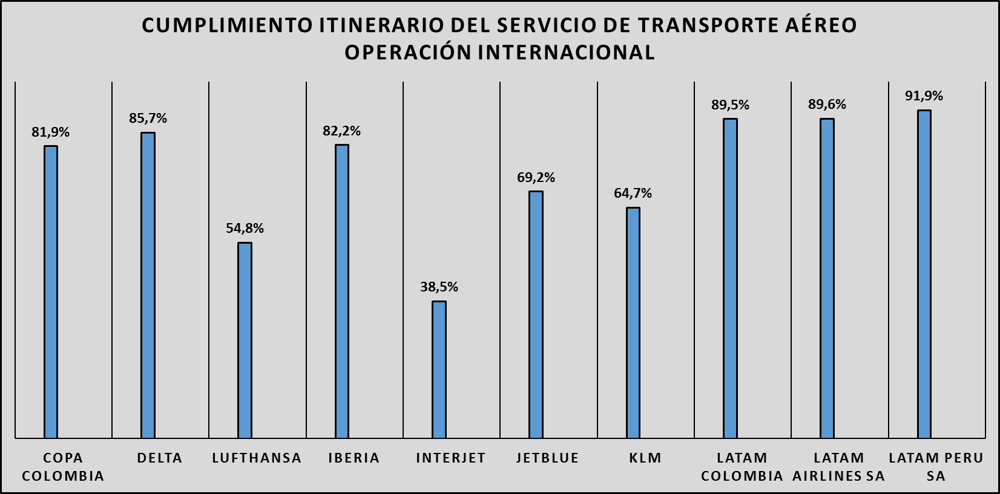 CUMPLIMIENTO ITINERARIO DEL SERVICIO DE TRANSPORTE AÉREO
OPERACIÓN INTERNACIONAL
81,9%
85,7%
54,8%
82,2%
38,5%
69,2%
64,7%
89,5%
89,6%
91,9%
COPA
COLOMBIA
DELTA
LUFTHANSA
IBERIA
INTERJET
JETBLUE
KLM
LATAM
COLOMBIA
LATAM
AIRLINES SA
LATAM PERU
SA